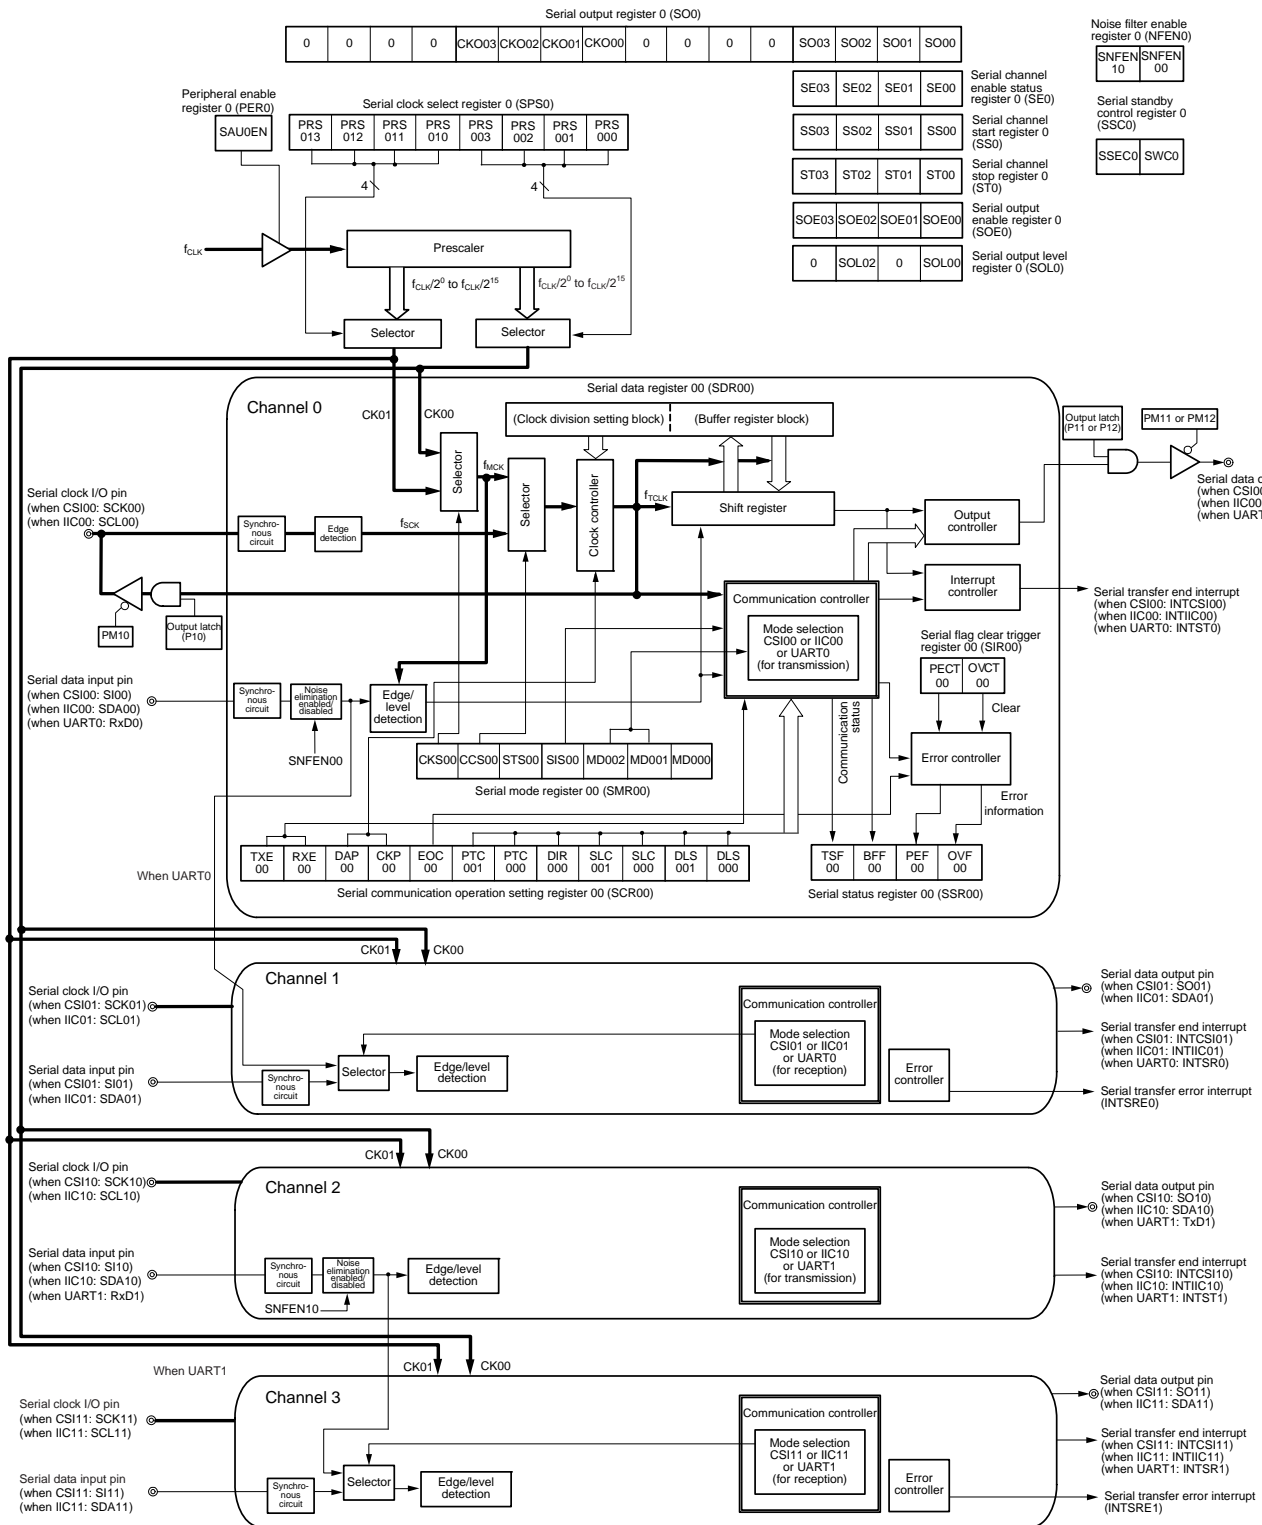 Serial output register 0 (SO0)
0 0 0 0 CKO03 CKO02 CKO01 CKO00 0 0 0 0 SO03 SO02 SO01 SO00
Noise filter enable
register 0 (NFEN0)
SNFEN SNFEN
10 00
Peripheral enable
register 0 (PER0)
SAU0EN
Serial clock select register 0 (SPS0)
PRS PRS PRS PRS PRS PRS PRS PRS
013 012 011 010 003 002 001 000
4
4
SE03 SE02 SE01 SE00
Serial channel
enable status
register 0 (SE0)
SS03 SS02 SS01 SS00
Serial channel
start register 0
(SS0)
ST03 ST02 ST01 ST00
Serial channel
stop register 0
(ST0)
SOE03 SOE02 SOE01 SOE00
Serial output
enable register 0
(SOE0)
0 SOL02 0 SOL00
Serial output level
register 0 (SOL0)
Serial standby
control register 0
(SSC0)
SSEC0 SWC0
fCLK
Prescaler
fCLK/2^0 to fCLK/2^15
fCLK/2^0 to fCLK/2^15
Selector
Selector
Channel 0
CK01
CK00
Serial data register 00 (SDR00)
(Clock division setting block) (Buffer register block)
Selector
fMCK
Selector
Clock controller
fTCLK
Shift register
Output latch
(P11 or P12)
PM11 or PM12
Serial data
(when CSI00
(when IIC00
(when UART
Serial clock I/O pin
(when CSI00: SCK00)
(when IIC00: SCL00)
Synchro-
nous
circuit
Edge
detection
fSCK
Output
controller
Interrupt
controller
Serial transfer end interrupt
(when CSI00: INTCSI00)
(when IIC00: INTIIC00)
(when UART0: INTST0)
PM10
Output latch
(P10)
Communication controller
Mode selection
CSI00 or IIC00
or UART0
(for transmission)
Serial flag clear trigger
register 00 (SIR00)
PECT OVCT
00 00
Clear
Serial data input pin
(when CSI00: SI00)
(when IIC00: SDA00)
(when UART0: RxD0)
Synchro-
nous
circuit
Noise
elimination
enabled/
disabled
Edge/
level
detection
SNFEN00
CKS00 CCS00 STS00 SIS00 MD002 MD001 MD000
Serial mode register 00 (SMR00)
Communication
status
Error controller
Error
information
TXE RXE DAP CKP EOC PTC PTC DIR SLC SLC DLS DLS
00 00 00 00 00 001 000 000 001 000 001 000
Serial communication operation setting register 00 (SCR00)
TSF BFF PEF OVF
00 00 00 00
Serial status register 00 (SSR00)
When UART0
CK01
CK00
Channel 1
Serial clock I/O pin
(when CSI01: SCK01)
(when IIC01: SCL01)
Serial data input pin
(when CSI01: SI01)
(when IIC01: SDA01)
Synchro-
nous
circuit
Selector
Edge/level
detection
Communication controller
Mode selection
CSI01 or IIC01
or UART0
(for reception)
Error
controller
Serial data output pin
(when CSI01: SO01)
(when IIC01: SDA01)
Serial transfer end interrupt
(when CSI01: INTCSI01)
(when IIC01: INTIIC01)
(when UART0: INTSR0)
Serial transfer error interrupt
(INTSRE0)
CK01
CK00
Channel 2
Serial clock I/O pin
(when CSI10: SCK10)
(when IIC10: SCL10)
Serial data input pin
(when CSI10: SI10)
(when IIC10: SDA10)
(when UART1: RxD1)
Synchro-
nous
circuit
Noise
elimination
enabled/
disabled
Edge/level
detection
SNFEN10
Communication controller
Mode selection
CSI10 or IIC10
or UART1
(for transmission)
Serial data output pin
(when CSI10: SO10)
(when IIC10: SDA10)
(when UART1: TxD1)
Serial transfer end interrupt
(when CSI10: INTCSI10)
(when IIC10: INTIIC10)
(when UART1: INTST1)
When UART1
CK01
CK00
Channel 3
Serial clock I/O pin
(when CSI11: SCK11)
(when IIC11: SCL11)
Serial data input pin
(when CSI11: SI11)
(when IIC11: SDA11)
Synchro-
nous
circuit
Selector
Edge/level
detection
Communication controller
Mode selection
CSI11 or IIC11
or UART1
(for reception)
Error
controller
Serial data output pin
(when CSI11: SO11)
(when IIC11: SDA11)
Serial transfer end interrupt
(when CSI11: INTCSI11)
(when IIC11: INTIIC11)
(when UART1: INTSR1)
Serial transfer error interrupt
(INTSRE1)